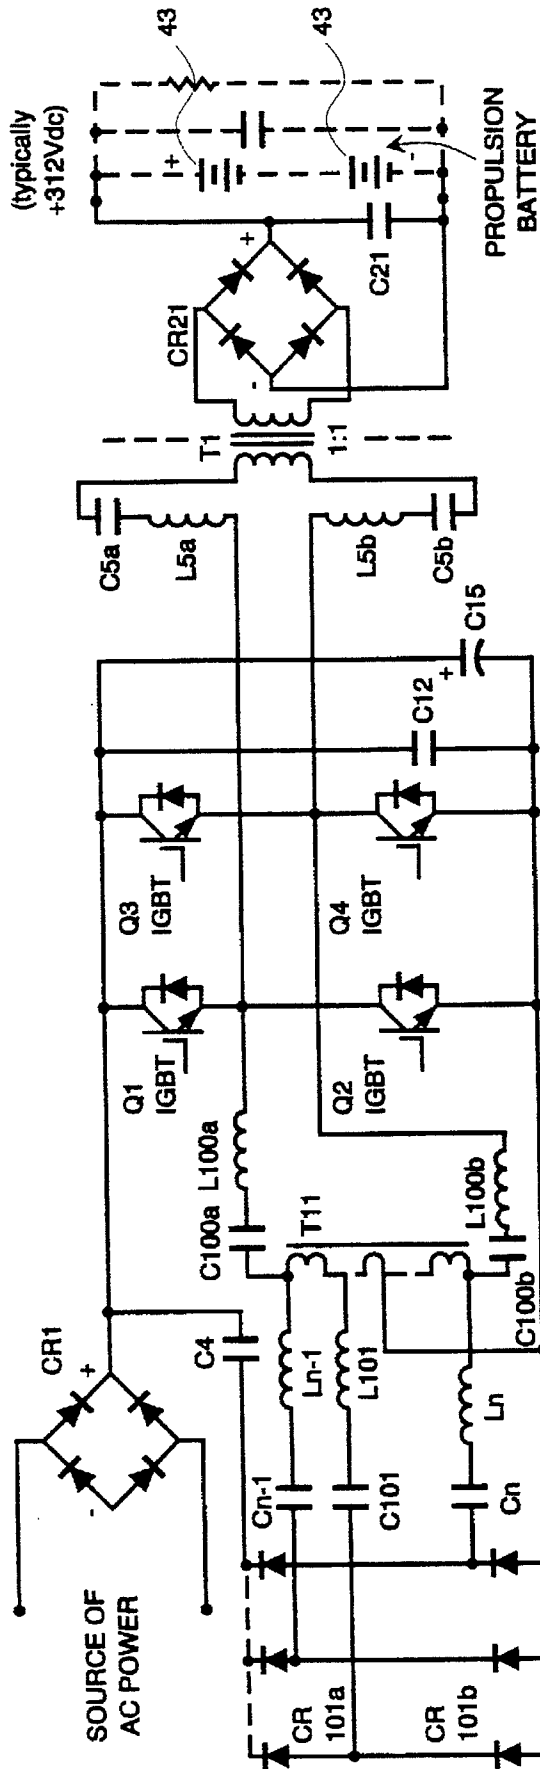 SOURCE OF
AC POWER
CR1
+
-
C4
Q1
IGBT
Q3
IGBT
Q2
IGBT
Q4
IGBT
C100a
L100a
T11
L100b
C100b
Cn-1
Ln-1
C101
L101
Cn
Ln
CR
101a
CR
101b
C12
C15
+
C5a
L5a
L5b
C5b
T1
1:1
CR21
+
-
C21
(typically
+312Vdc)
+
-
43
43
PROPULSION
BATTERY